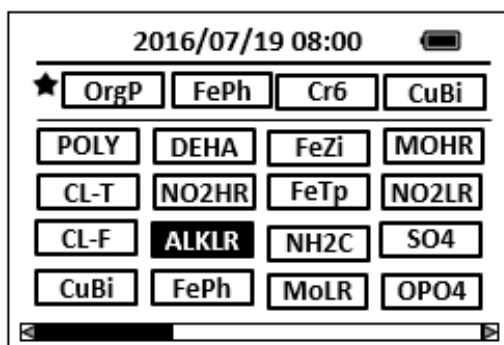 2016/07/19 08:00
OrgP FePh Cr6 CuBi
POLY DEHA FeZi MOHR
CL-T NO2HR FeTp NO2LR
CL-F ALKLR NH2C SO4
CuBi FePh MoLR OPO4